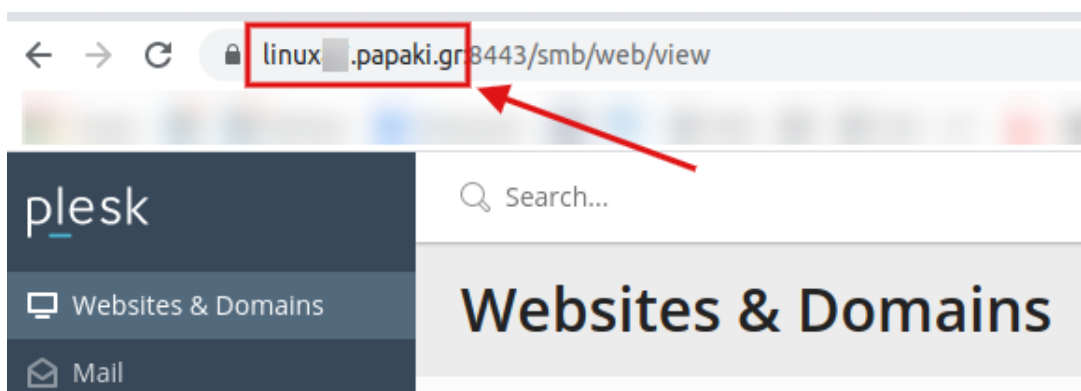 linux .papaki.gr:8443/smb/web/view
plesk
Search...
Websites & Domains
Websites & Domains
Mail